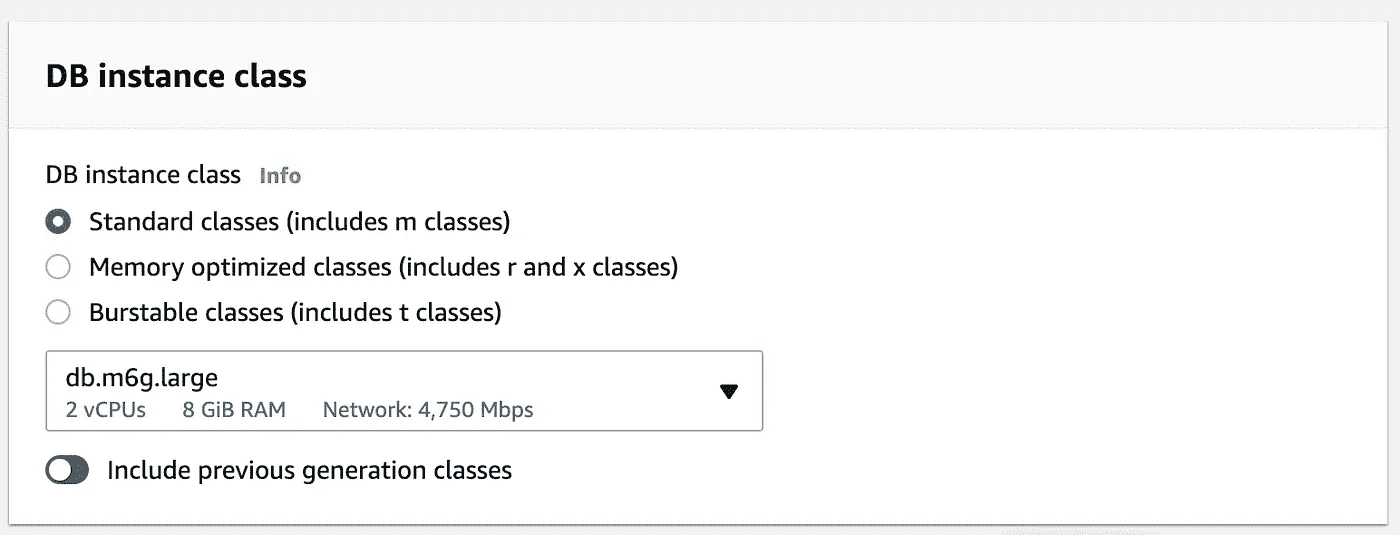 DB instance class
DB instance class Info
Standard classes (includes m classes)
Memory optimized classes (includes r and x classes)
Burstable classes (includes t classes)
db.m6g.large
2 vCPUs 8 GiB RAM Network: 4,750 Mbps
Include previous generation classes